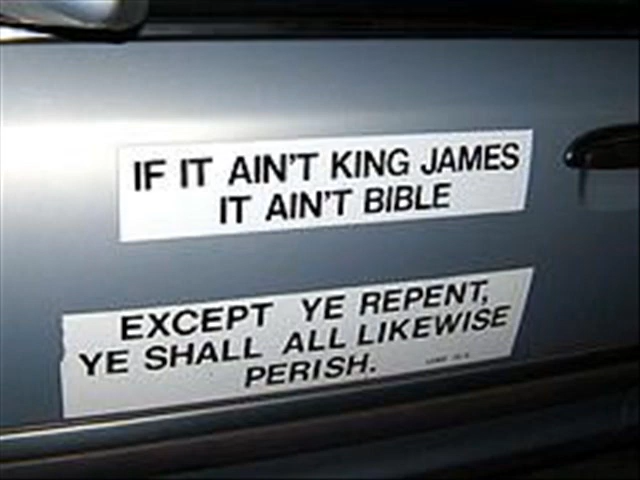 IF IT AIN'T KING JAMES
IT AIN'T BIBLE
EXCEPT YE REPENT,
YE SHALL ALL LIKEWISE
PERISH.